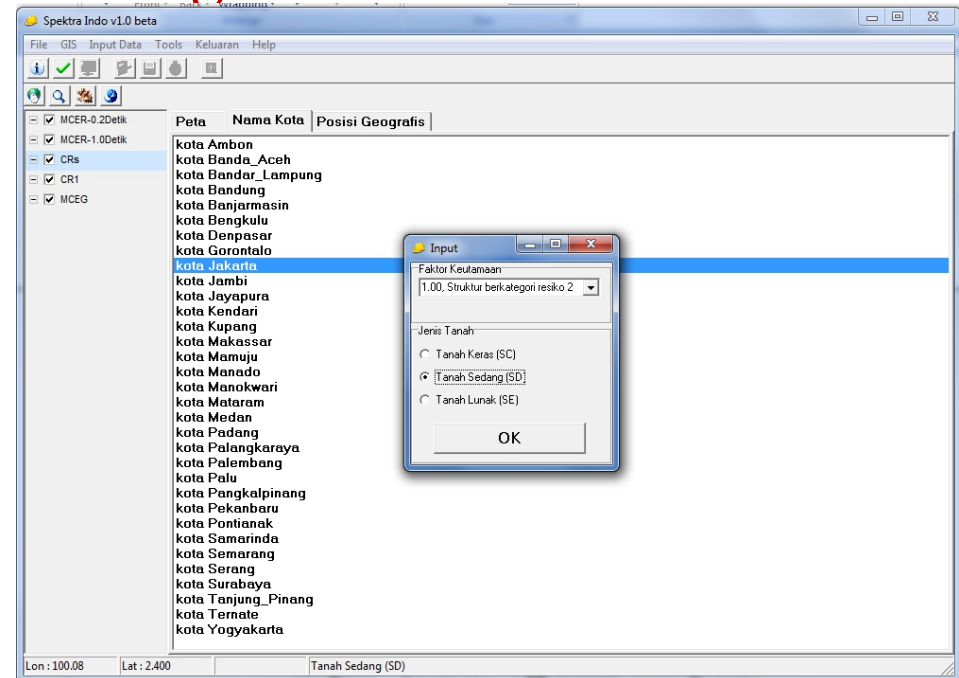 Spektra Indo v1.0 beta
File GIS Input Data Tools Keluaran Help
MCER-0.2Detik
MCER-1.0Detik
CRs
CR1
MCEG
Peta Nama Kota Posisi Geografis
kota Ambon
kota Banda_Aceh
kota Bandar_Lampung
kota Bandung
kota Banjarmasin
kota Bengkulu
kota Denpasar
kota Gorontalo
kota Jakarta
kota Jambi
kota Jayapura
kota Kendari
kota Kupang
kota Makassar
kota Mamuju
kota Manado
kota Manokwari
kota Mataram
kota Medan
kota Padang
kota Palangkaraya
kota Palembang
kota Palu
kota Pangkalpinang
kota Pekanbaru
kota Pontianak
kota Samarinda
kota Semarang
kota Serang
kota Surabaya
kota Tanjung_Pinang
kota Ternate
kota Yogyakarta
Input
Faktor Keutamaan
1.00, Struktur berkategori resiko 2
Jenis Tanah
Tanah Keras (SC)
Tanah Sedang (SD)
Tanah Lunak (SE)
OK
Lon : 100.08 Lat : 2.400 Tanah Sedang (SD)